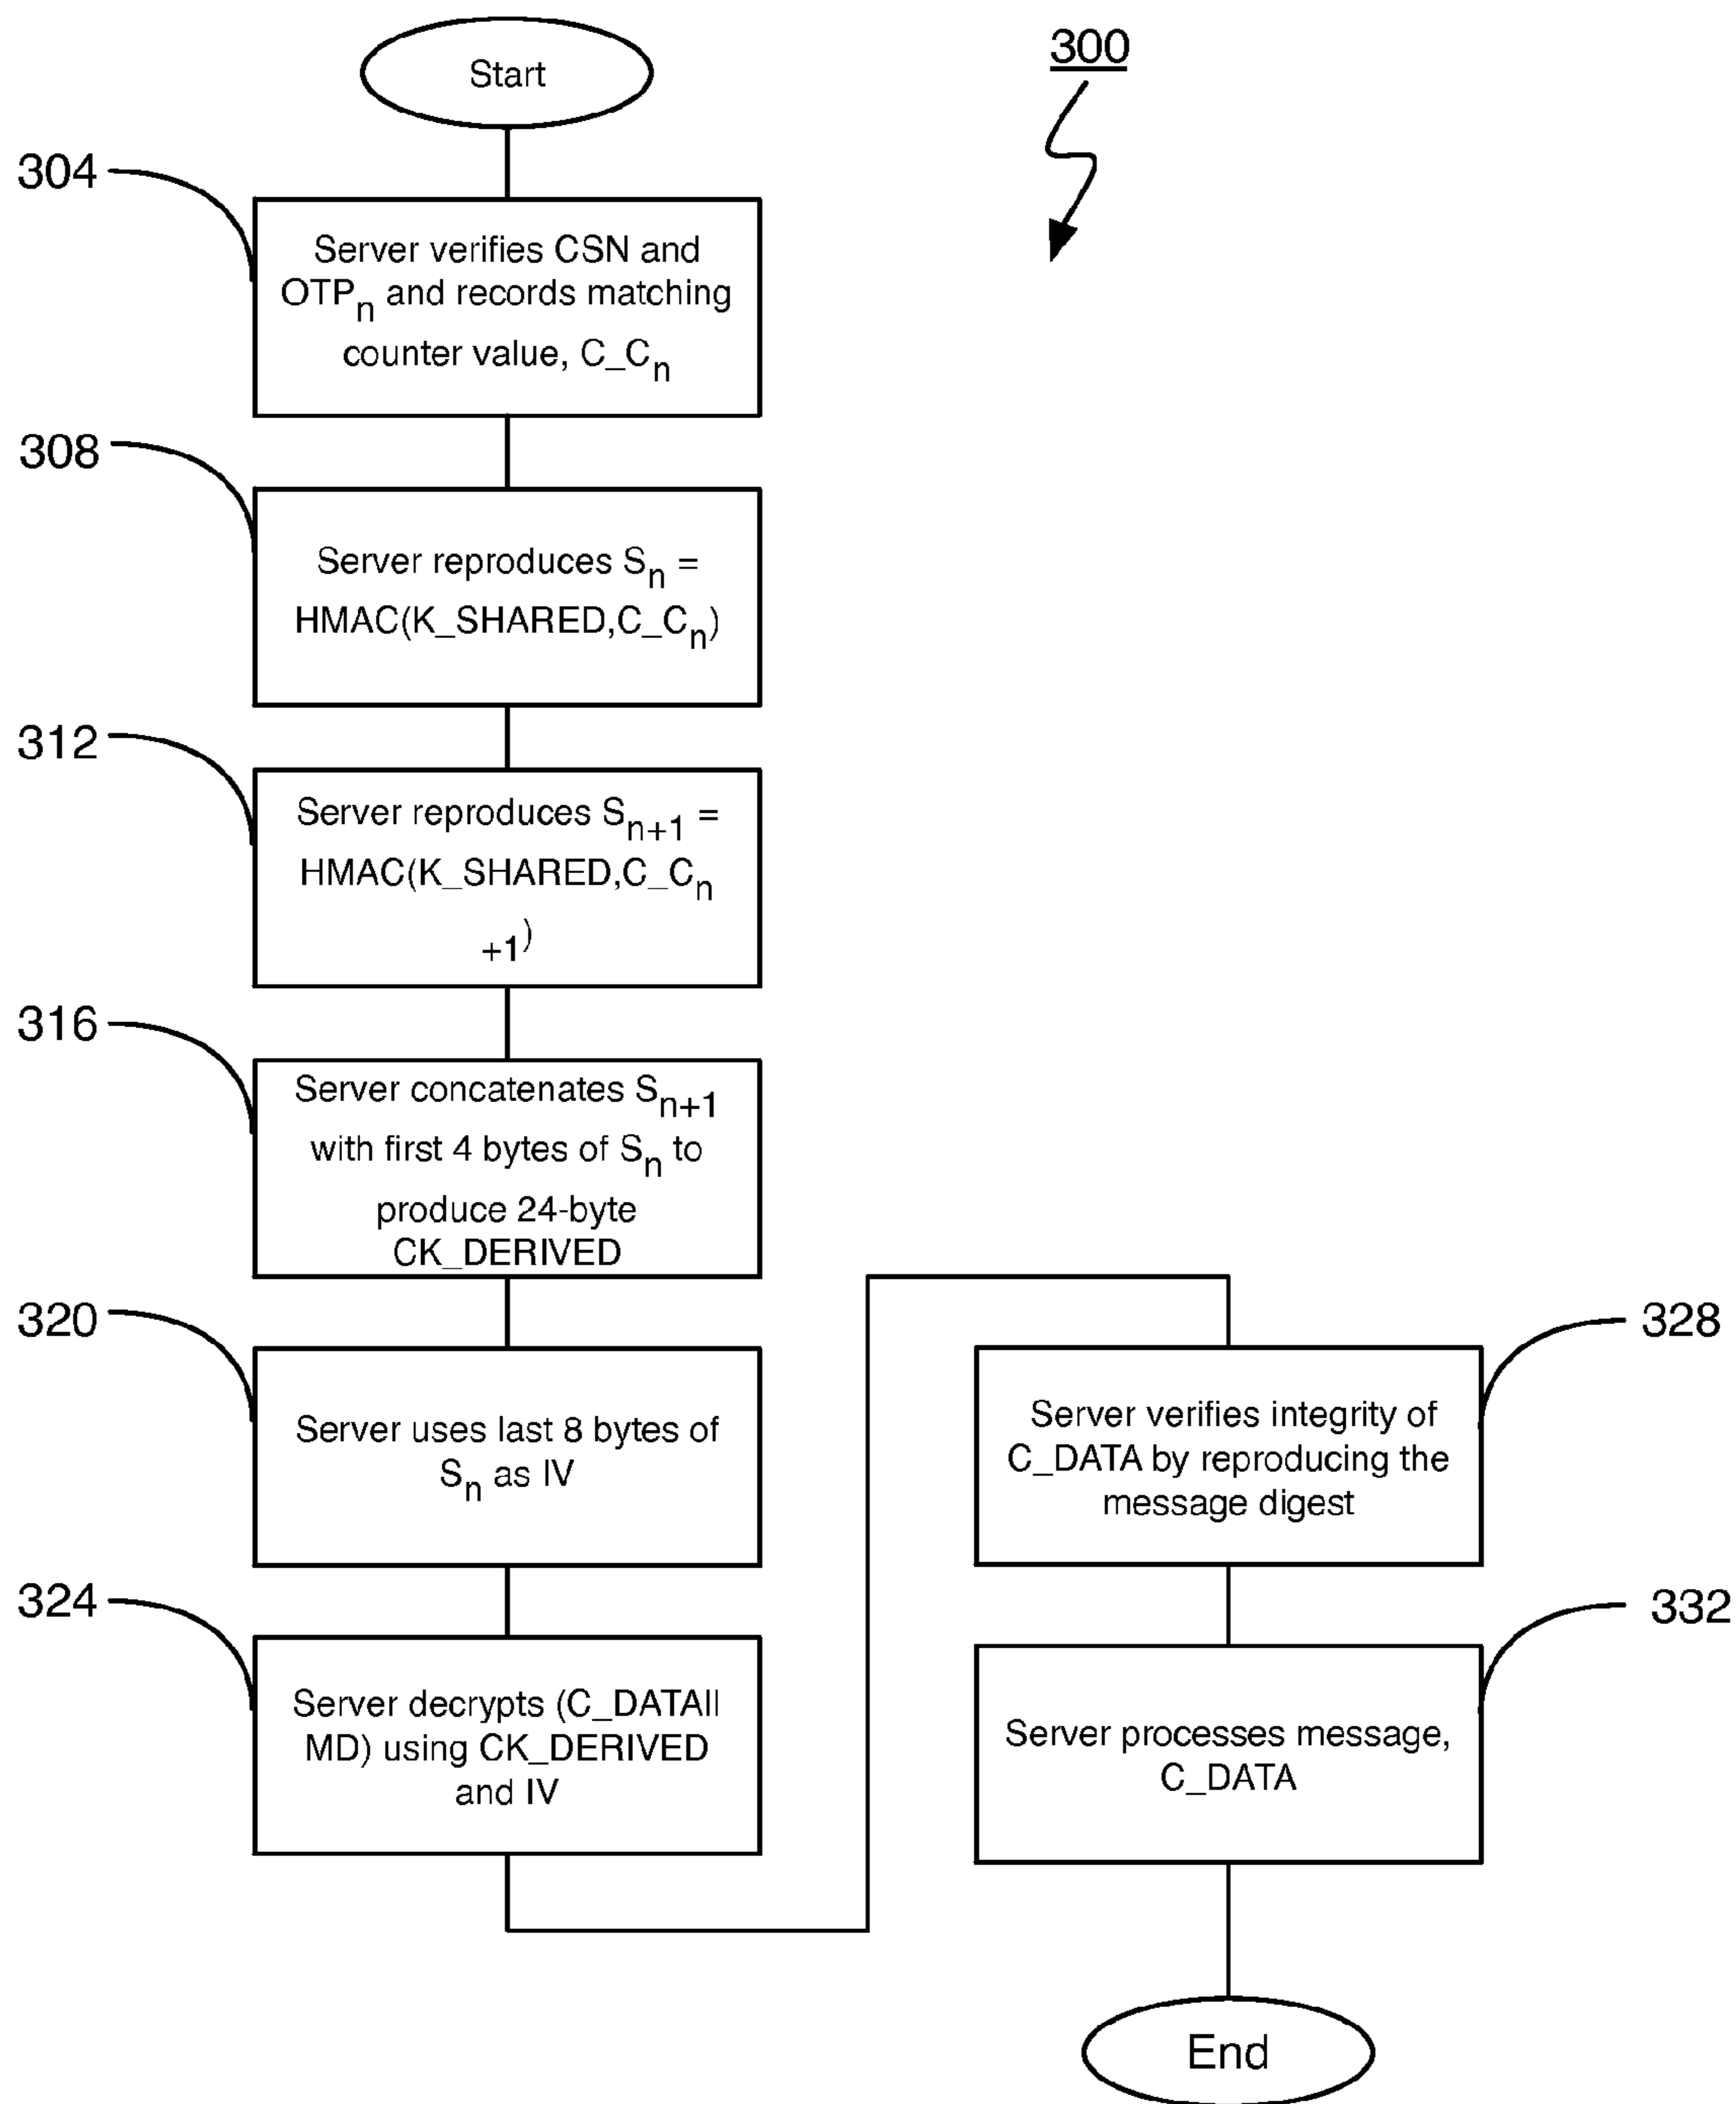 Start
300
304
Server verifies CSN and
OTPn and records matching
counter value, C_Cn
308
Server reproduces Sn =
HMAC(K_SHARED,C_Cn)
312
Server reproduces Sn+1 =
HMAC(K_SHARED,C_Cn
+1)
316
Server concatenates Sn+1
with first 4 bytes of Sn to
produce 24-byte
CK_DERIVED
320
Server uses last 8 bytes of
Sn as IV
324
Server decrypts (C_DATAII
MD) using CK_DERIVED
and IV
328
Server verifies integrity of
C_DATA by reproducing the
message digest
332
Server processes message,
C_DATA
End